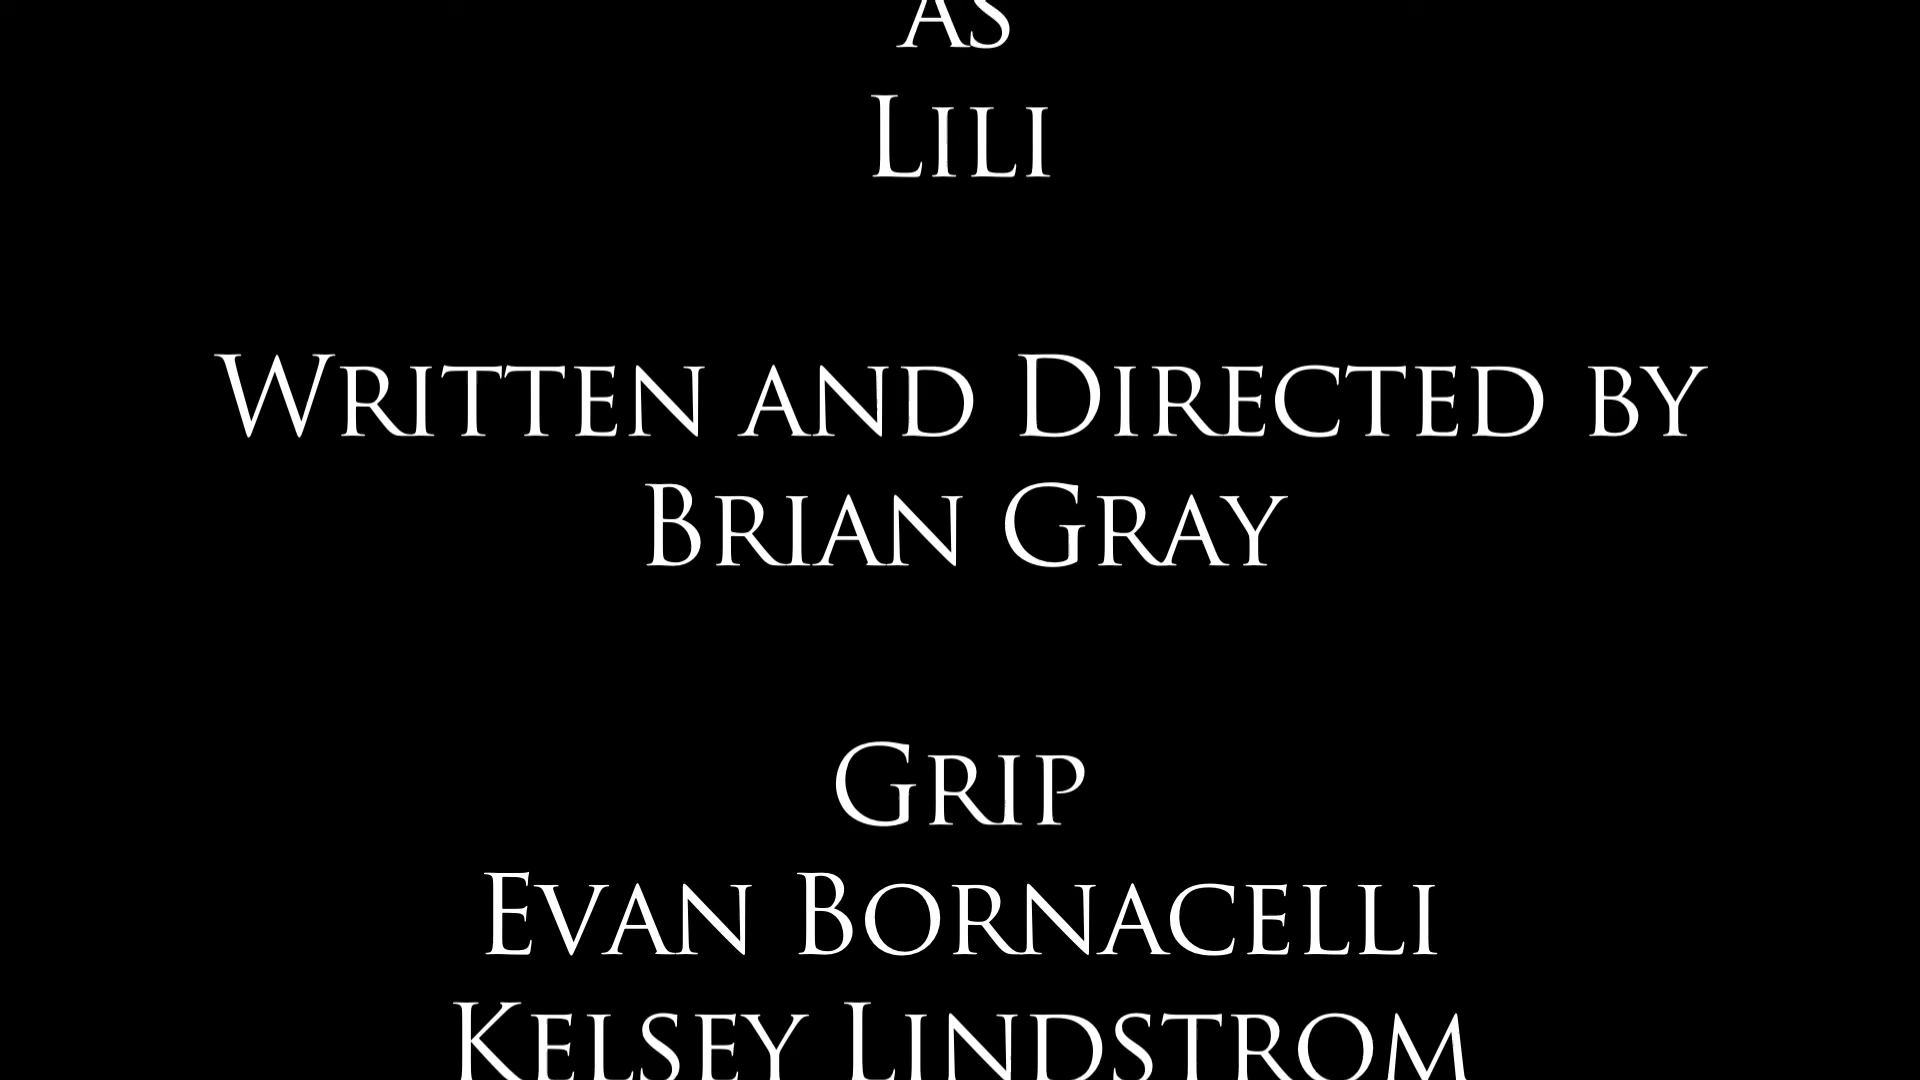 AS
LILI
WRITTEN AND DIRECTED BY
BRIAN GRAY
GRIP
EVAN BORNACELLI
KELSEY LINDSTROM